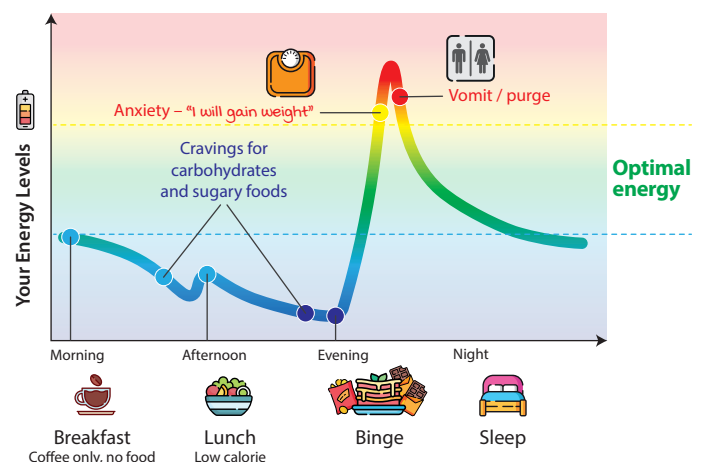 Your Energy Levels
Anxiety – “I will gain weight”
Vomit / purge
Cravings for
carbohydrates
and sugary foods
Optimal
energy
Morning
Afternoon
Evening
Night
Breakfast
Coffee only, no food
Lunch
Low calorie
Binge
Sleep